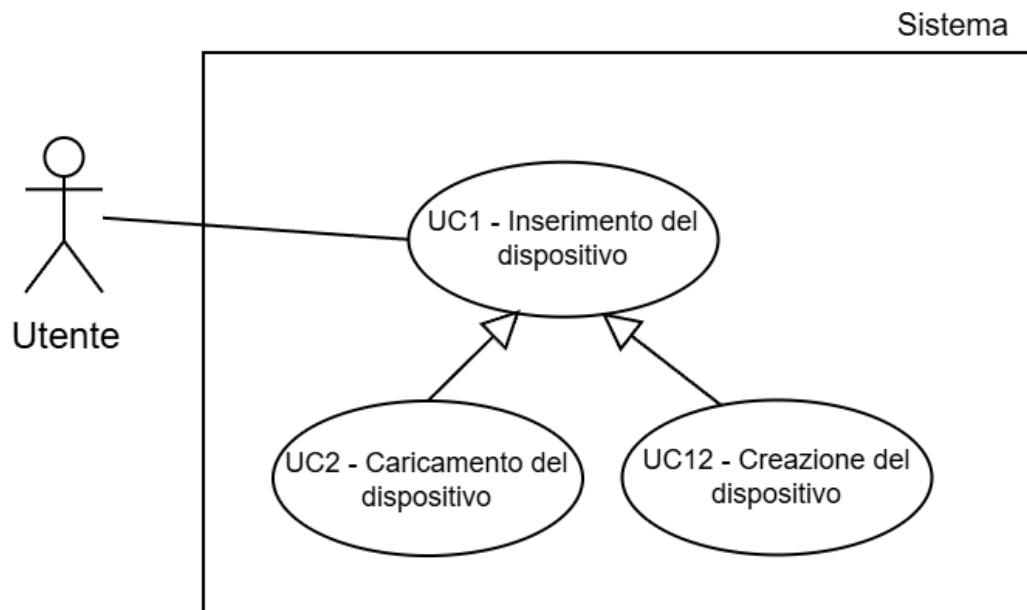 Sistema
UC1 - Inserimento del
dispositivo
Utente
UC2 - Caricamento del
dispositivo
UC12 - Creazione del
dispositivo